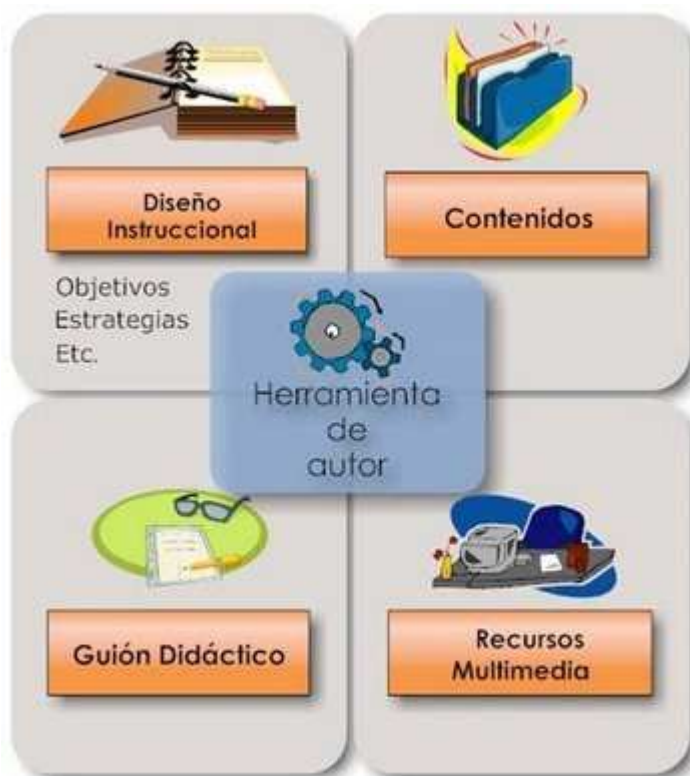 Diseño
Instruccional
Contenidos
Objetivos
Estrategias
Etc.
Herramienta
de
autor
Guión Didáctico
Recursos
Multimedia